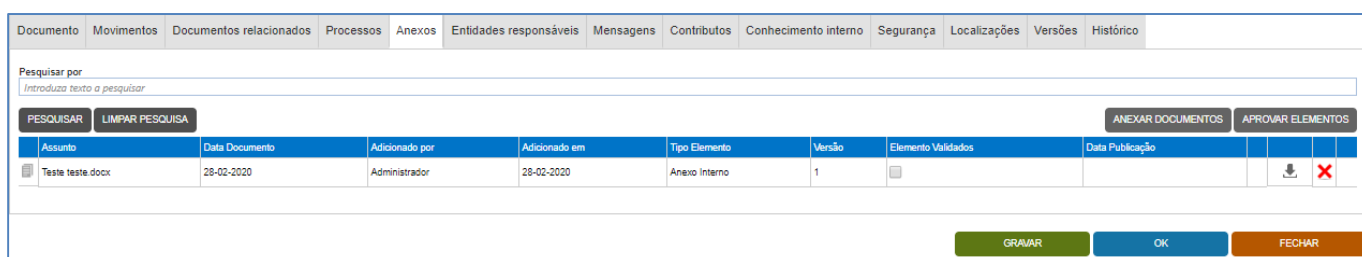 Documento Movimentos Documentos relacionados Processos Anexos Entidades responsáveis Mensagens Contributos Conhecimento interno Segurança Localizações Versões Histórico
Pesquisar por
Introduza texto a pesquisar
PESQUISAR LIMPAR PESQUISA ANEXAR DOCUMENTOS APROVAR ELEMENTOS
Assunto Data Documento Adicionado por Adicionado em Tipo Elemento Versão Elemento Validados Data Publicação
Teste teste.docx 28-02-2020 Administrador 28-02-2020 Anexo Interno 1
GRAVAR OK FECHAR